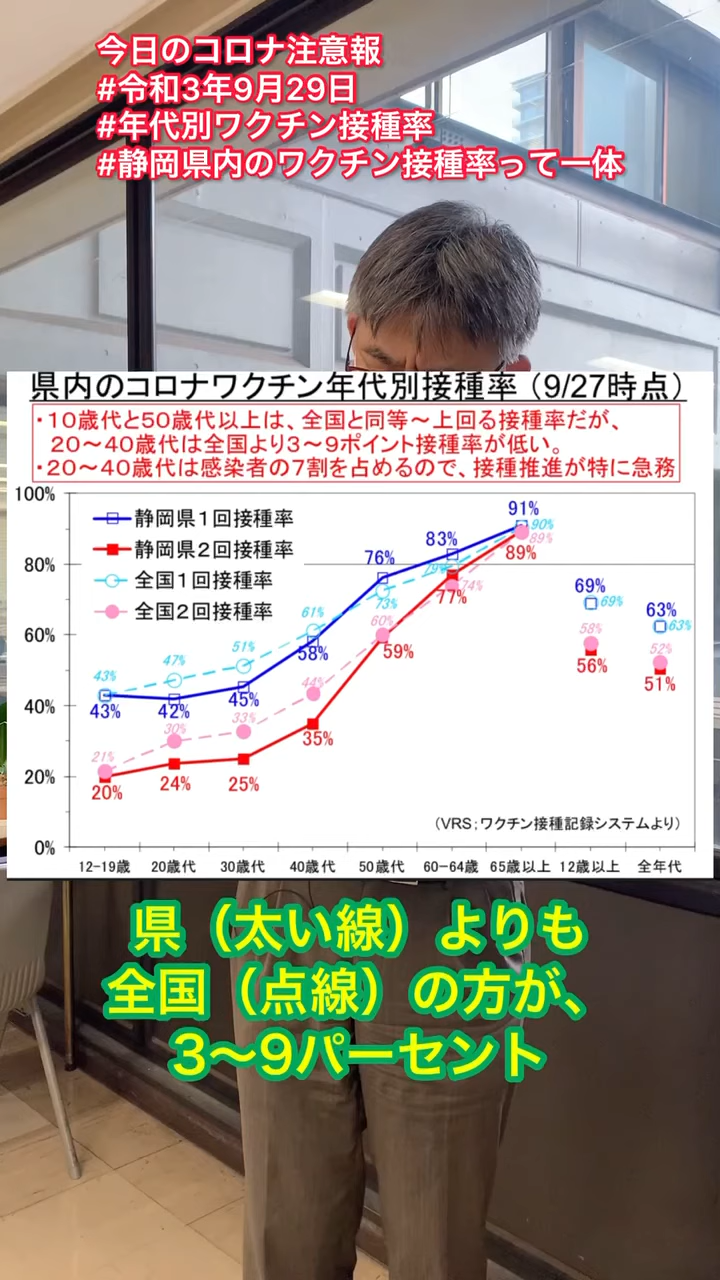 今日のコロナ注意報
#令和3年9月29日
#年代別ワクチン接種率
#静岡県内のワクチン接種率って一体
県内のコロナワクチン年代別接種率（9/27時点）
・10歳代と50歳代以上は、全国と同等～上回る接種率だが、
20～40歳代は全国より3～9ポイント接種率が低い。
・20～40歳代は感染者の7割を占めるので、接種推進が特に急務
100%
80%
60%
40%
20%
0%
静岡県1回接種率
静岡県2回接種率
全国1回接種率
全国2回接種率
43% 42% 45% 58% 76% 83% 91% 69% 63%
20% 24% 25% 35% 59% 77% 89% 56% 51%
43% 47% 51% 61% 73% 79% 90% 69% 63%
21% 30% 33% 44% 60% 74% 89% 58% 52%
（VRS；ワクチン接種記録システムより）
12-19歳 20歳代 30歳代 40歳代 50歳代 60-64歳 65歳以上 12歳以上 全年代
県（太い線）よりも
全国（点線）の方が、
3～9パーセント